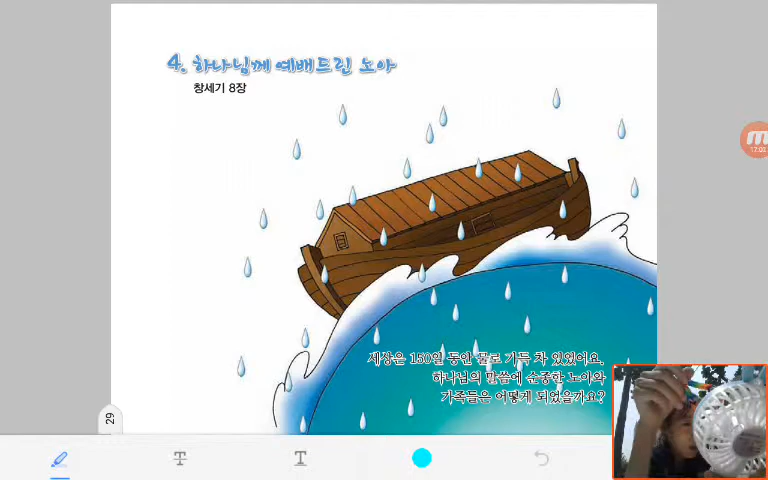 4. 하나님께 예배드린 노아
창세기 8장
세상은 150일 동안 물로 가득 차 있었어요.
하나님의 말씀에 순종한 노아와
가족들은 어떻게 되었을까요?
29
T
T